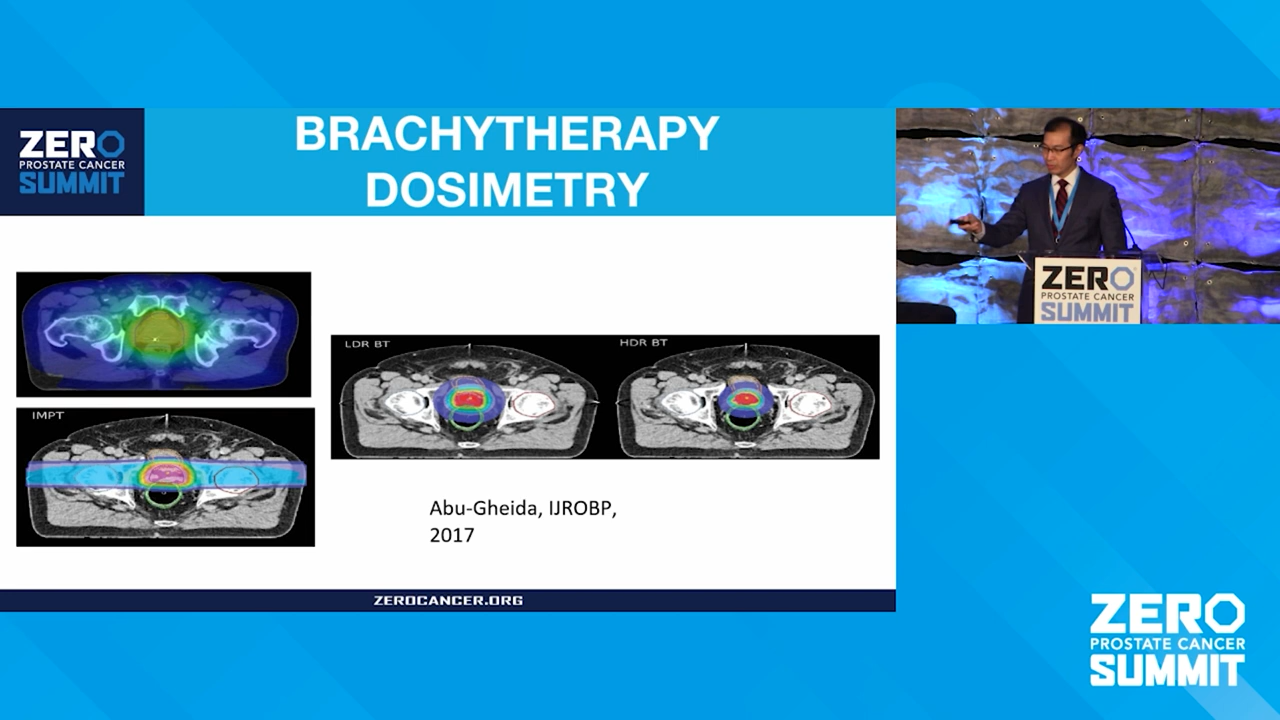 ZERO
PROSTATE CANCER
SUMMIT
BRACHYTHERAPY
DOSIMETRY
IMPT
LDR BT
HDR BT
Abu-Gheida, IJROBP,
2017
ZEROCANCER.ORG
ZERO
PROSTATE CANCER
SUMMIT
ZERO
PROSTATE CANCER
SUMMIT